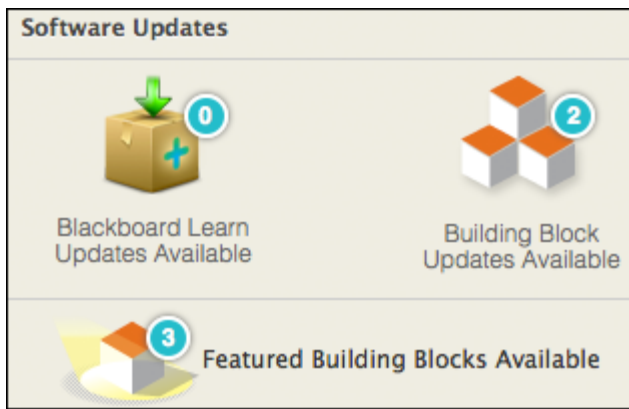 Software Updates
0
2
Blackboard Learn
Updates Available
Building Block
Updates Available
3
Featured Building Blocks Available